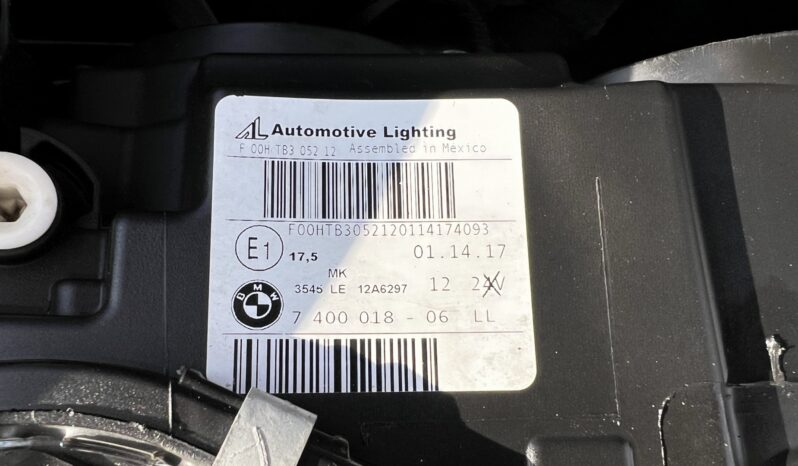 AL Automotive Lighting
F 00H TB3 052 12 Assembled in Mexico
F00HTB3052120114174093
E1 17,5 01.14.17
MK
3545 LE 12A6297 12 24V
BMW 7 400 018 - 06 LL